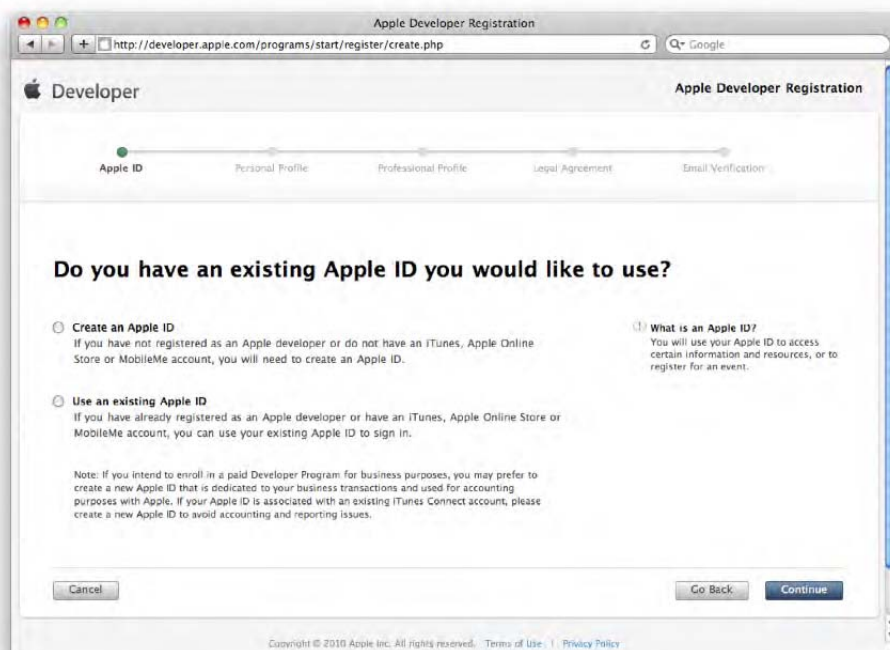 Apple Developer Registration
http://developer.apple.com/programs/start/register/create.php
Google
Developer
Apple Developer Registration
Apple ID
Personal Profile
Professional Profile
Legal Agreement
Email Verification
Do you have an existing Apple ID you would like to use?
Create an Apple ID
If you have not registered as an Apple developer or do not have an iTunes, Apple Online
Store or MobileMe account, you will need to create an Apple ID.
What is an Apple ID?
You will use your Apple ID to access
certain information and resources, or to
register for an event.
Use an existing Apple ID
If you have already registered as an Apple developer or have an iTunes, Apple Online Store or
MobileMe account, you can use your existing Apple ID to sign in.
Note: If you intend to enroll in a paid Developer Program for business purposes, you may prefer to
create a new Apple ID that is dedicated to your business transactions and used for accounting
purposes with Apple. If your Apple ID is associated with an existing iTunes Connect account, please
create a new Apple ID to avoid accounting and reporting issues.
Cancel
Go Back
Continue
Copyright © 2010 Apple Inc. All rights reserved. Terms of Use | Privacy Policy